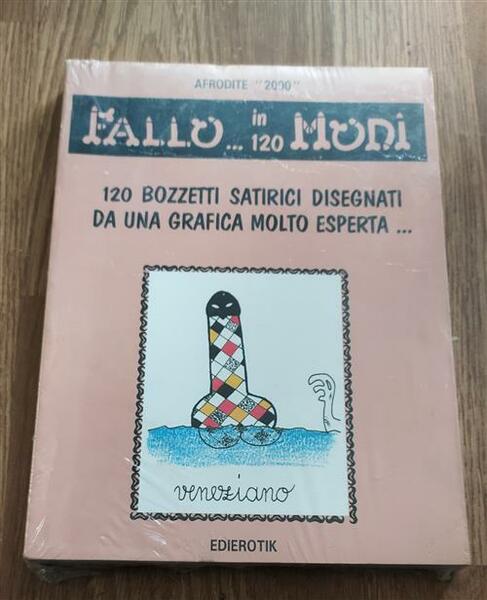 AFRODITE "2000"
FALLO... in 120 MODI
120 BOZZETTI SATIRICI DISEGNATI
DA UNA GRAFICA MOLTO ESPERTA ...
veneziano
EDIEROTIK